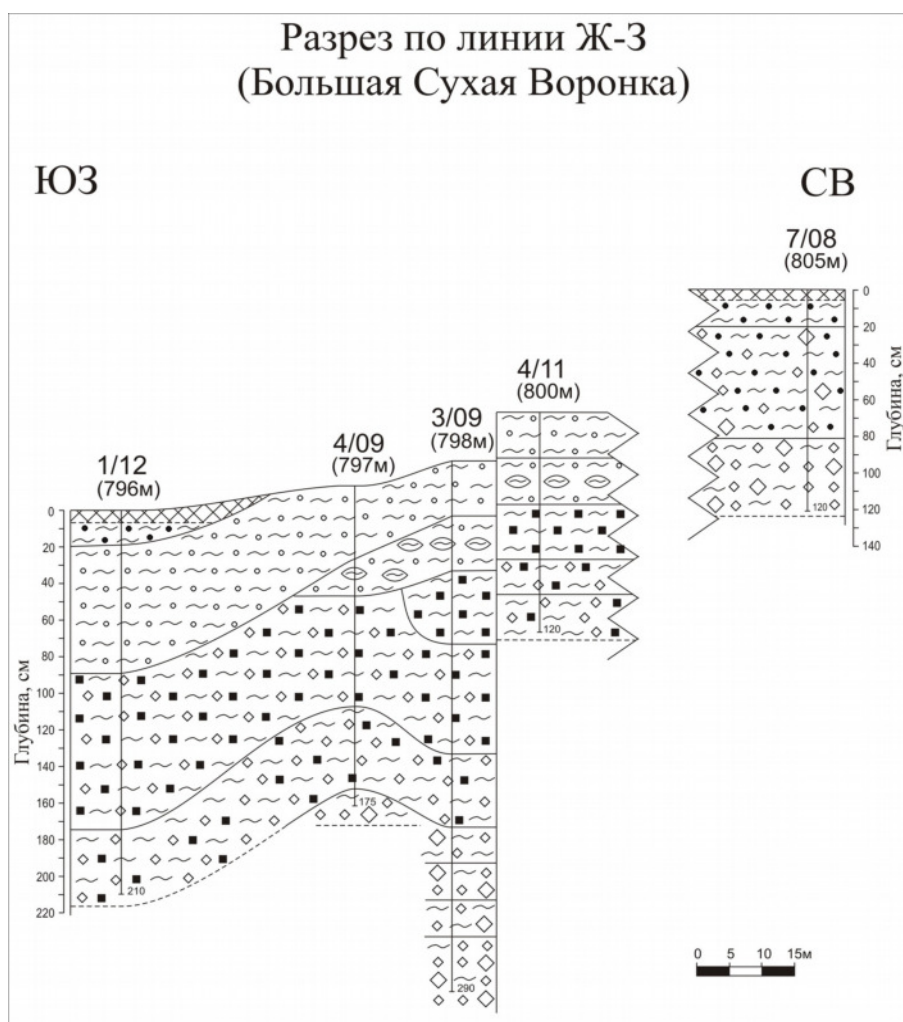 Разрез по линии Ж-З
(Большая Сухая Воронка)
ЮЗ
СВ
7/08
(805м)
0
20
40
60
80
100
120
140
Глубина, см
120
4/11
(800м)
120
3/09
(798м)
290
4/09
(797м)
175
1/12
(796м)
210
0
20
40
60
80
100
120
140
160
180
200
220
Глубина, см
0 5 10 15м